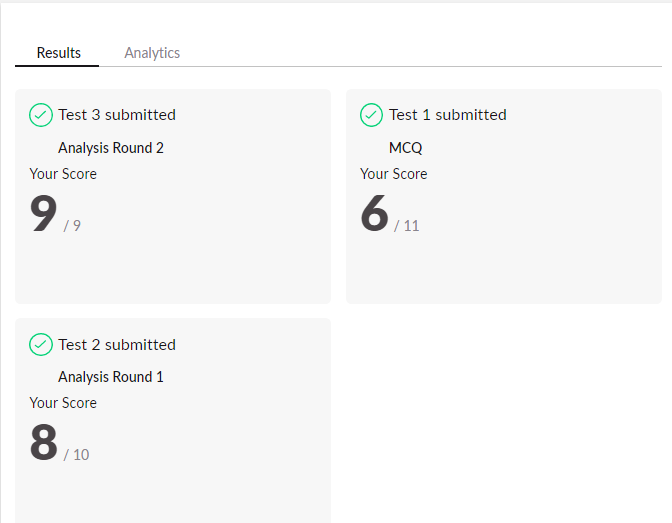 Results Analytics
Test 3 submitted
Analysis Round 2
Your Score
9 / 9
Test 1 submitted
MCQ
Your Score
6 / 11
Test 2 submitted
Analysis Round 1
Your Score
8 / 10